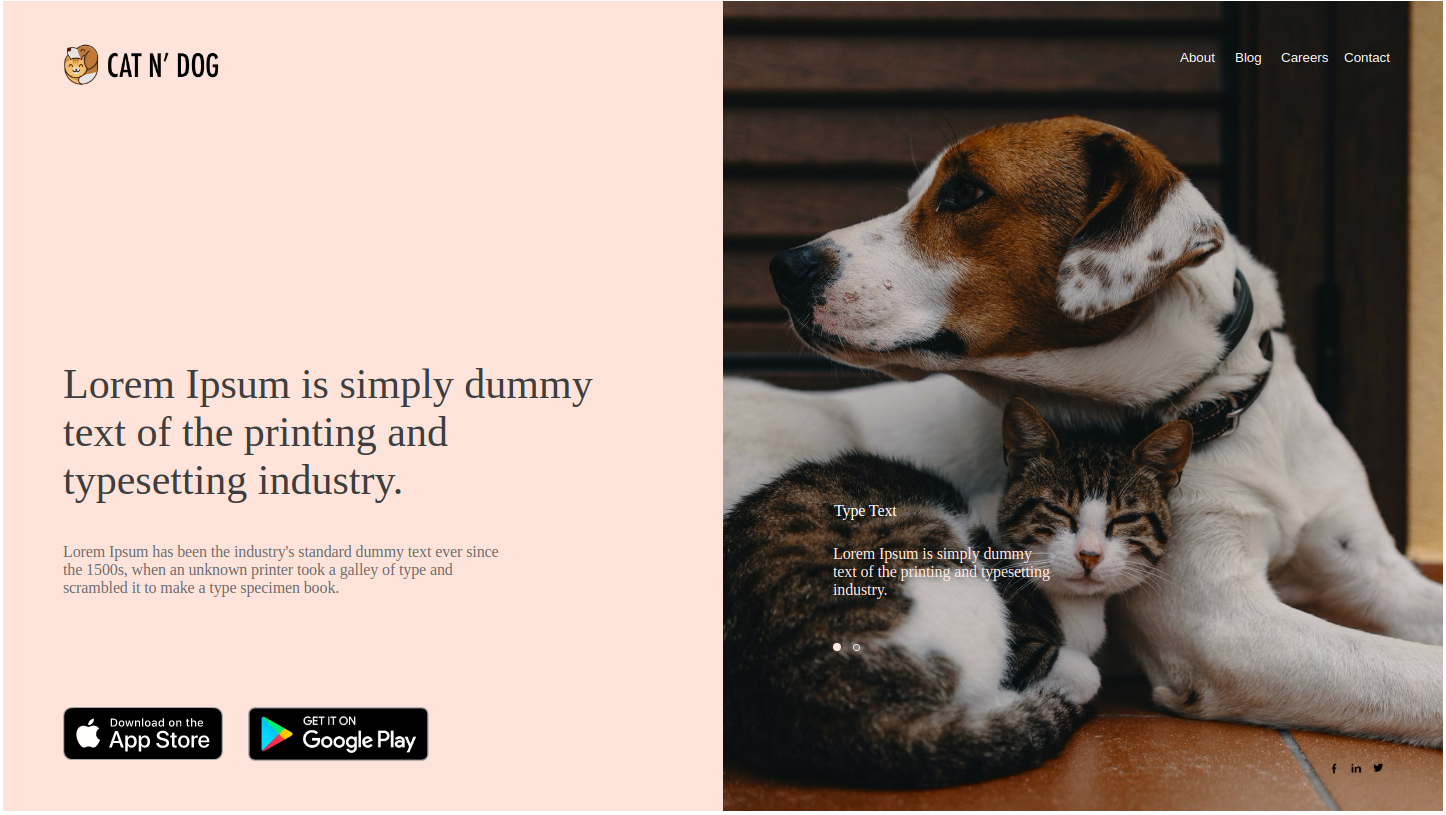 CAT N' DOG
About Blog Careers Contact
Lorem Ipsum is simply dummy
text of the printing and
typesetting industry.
Lorem Ipsum has been the industry's standard dummy text ever since
the 1500s, when an unknown printer took a galley of type and
scrambled it to make a type specimen book.
Download on the
App Store
GET IT ON
Google Play
Type Text
Lorem Ipsum is simply dummy
text of the printing and typesetting
industry.
f in